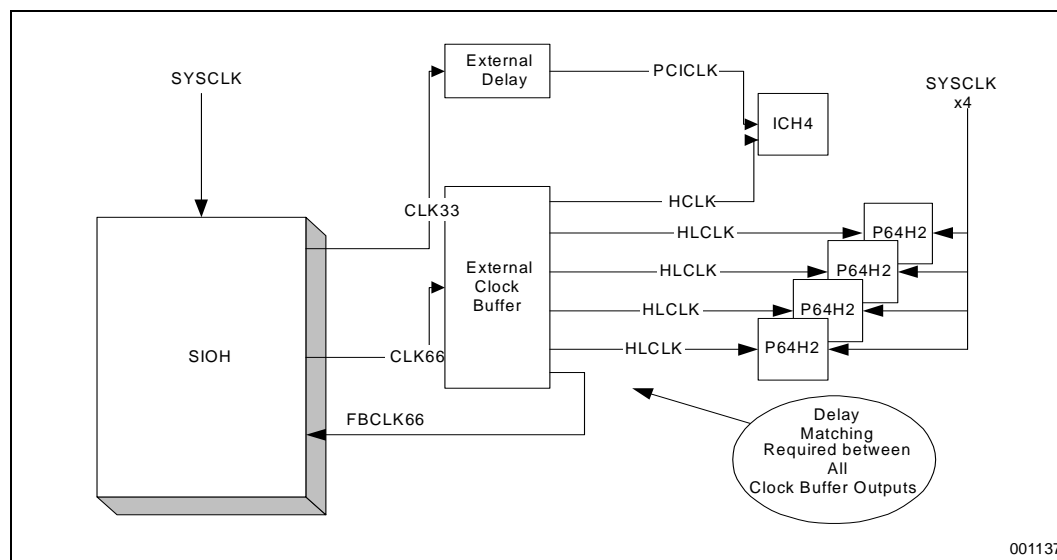 External
Delay
PCICLK
SYSCLK
SYSCLK
x4
ICH4
CLK33
HCLK
External
Clock
Buffer
HLCLK
P64H2
HLCLK
P64H2
HLCLK
P64H2
HLCLK
P64H2
SIOH
CLK66
FBCLK66
Delay
Matching
Required between
All
Clock Buffer Outputs
001137